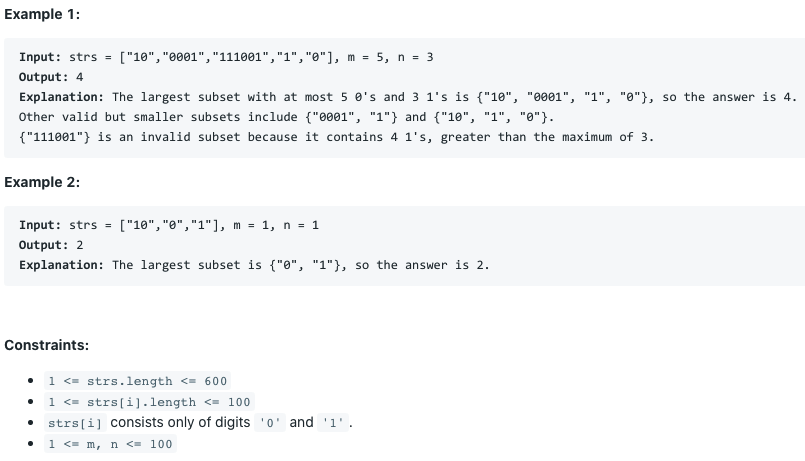 Example 1:
Input: strs = ["10","0001","111001","1","0"], m = 5, n = 3
Output: 4
Explanation: The largest subset with at most 5 0's and 3 1's is {"10", "0001", "1", "0"}, so the answer is 4.
Other valid but smaller subsets include {"0001", "1"} and {"10", "1", "0"}.
{"111001"} is an invalid subset because it contains 4 1's, greater than the maximum of 3.
Example 2:
Input: strs = ["10","0","1"], m = 1, n = 1
Output: 2
Explanation: The largest subset is {"0", "1"}, so the answer is 2.
Constraints:
• 1 <= strs.length <= 600
• 1 <= strs[i].length <= 100
• strs[i] consists only of digits '0' and '1'.
• 1 <= m, n <= 100